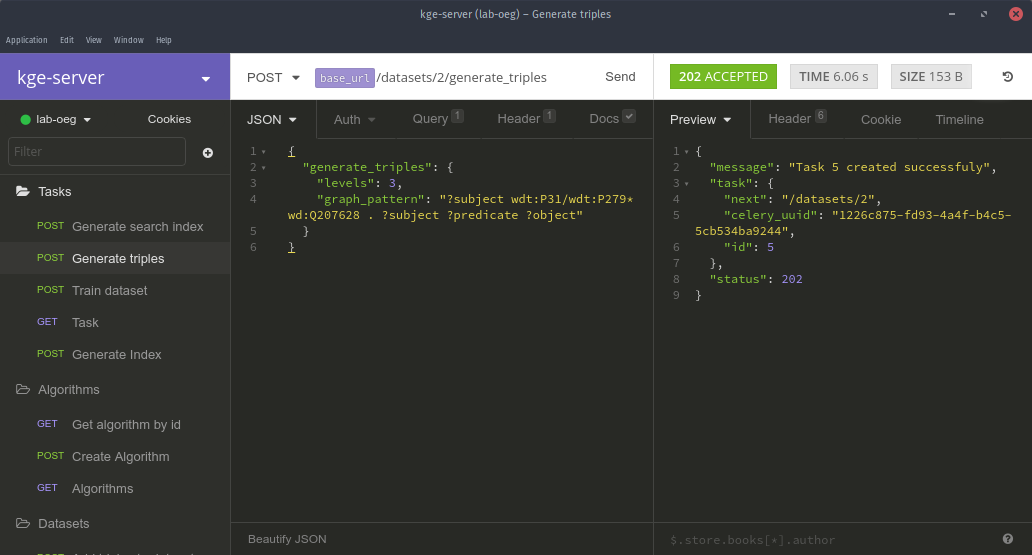 kge-server (lab-oeg) – Generate triples
Application Edit View Window Help
kge-server
lab-oeg Cookies
Filter
Tasks
POST Generate search index
POST Generate triples
POST Train dataset
GET Task
POST Generate Index
Algorithms
GET Get algorithm by id
POST Create Algorithm
GET Algorithms
Datasets
POST base_url/datasets/2/generate_triples Send
JSON Auth Query 1 Header 1 Docs
1 {
2 "generate_triples": {
3 "levels": 3,
4 "graph_pattern": "?subject wdt:P31/wdt:P279*
wd:Q207628 . ?subject ?predicate ?object"
5 }
6 }
Beautify JSON
202 ACCEPTED TIME 6.06 s SIZE 153 B
Preview Header 6 Cookie Timeline
1 {
2 "message": "Task 5 created successfuly",
3 "task": {
4 "next": "/datasets/2",
5 "celery_uuid": "1226c875-fd93-4a4f-b4c5-
5cb534ba9244",
6 "id": 5
7 },
8 "status": 202
9 }
$.store.books[*].author